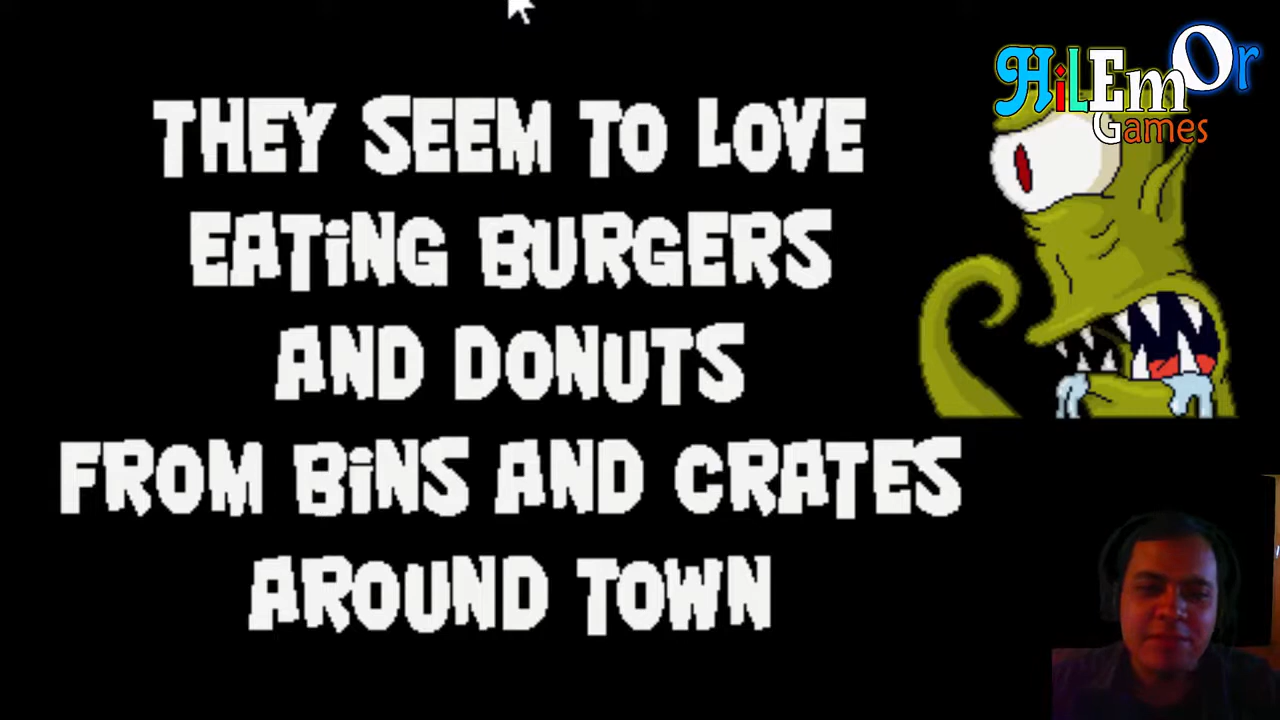 HilEmOr
Games
THEY SEEM TO LOVE
EATiNG BURGERS
AND DONUTS
FROM BiNS AND CRATES
AROUND TOWN